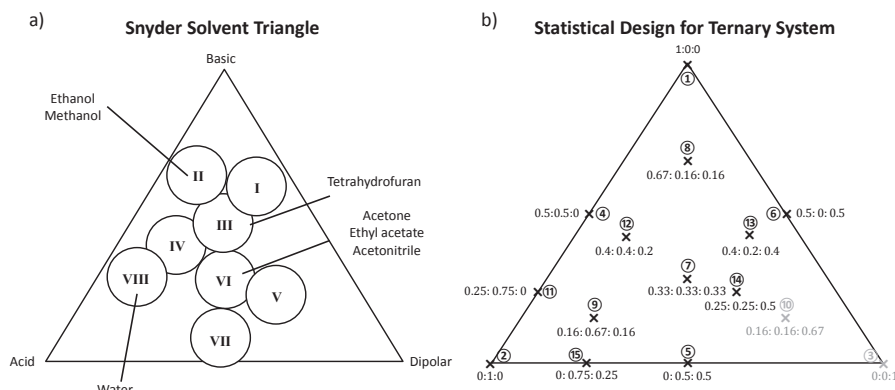 a)
Snyder Solvent Triangle
Basic
Ethanol
Methanol
II
I
III
Tetrahydrofuran
Acetone
Ethyl acetate
Acetonitrile
IV
VIII
VI
V
VII
Acid
Dipolar
Water
b)
Statistical Design for Ternary System
1:0:0
1
8
0.67: 0.16: 0.16
0.5:0.5:0
4
6
0.5: 0: 0.5
12
0.4: 0.4: 0.2
13
0.4: 0.2: 0.4
7
0.33: 0.33: 0.33
14
0.25: 0.25: 0.5
0.25: 0.75: 0
11
9
0.16: 0.67: 0.16
10
0.16: 0.16: 0.67
2
0:1:0
15
0: 0.75: 0.25
5
0: 0.5: 0.5
3
0:0:1